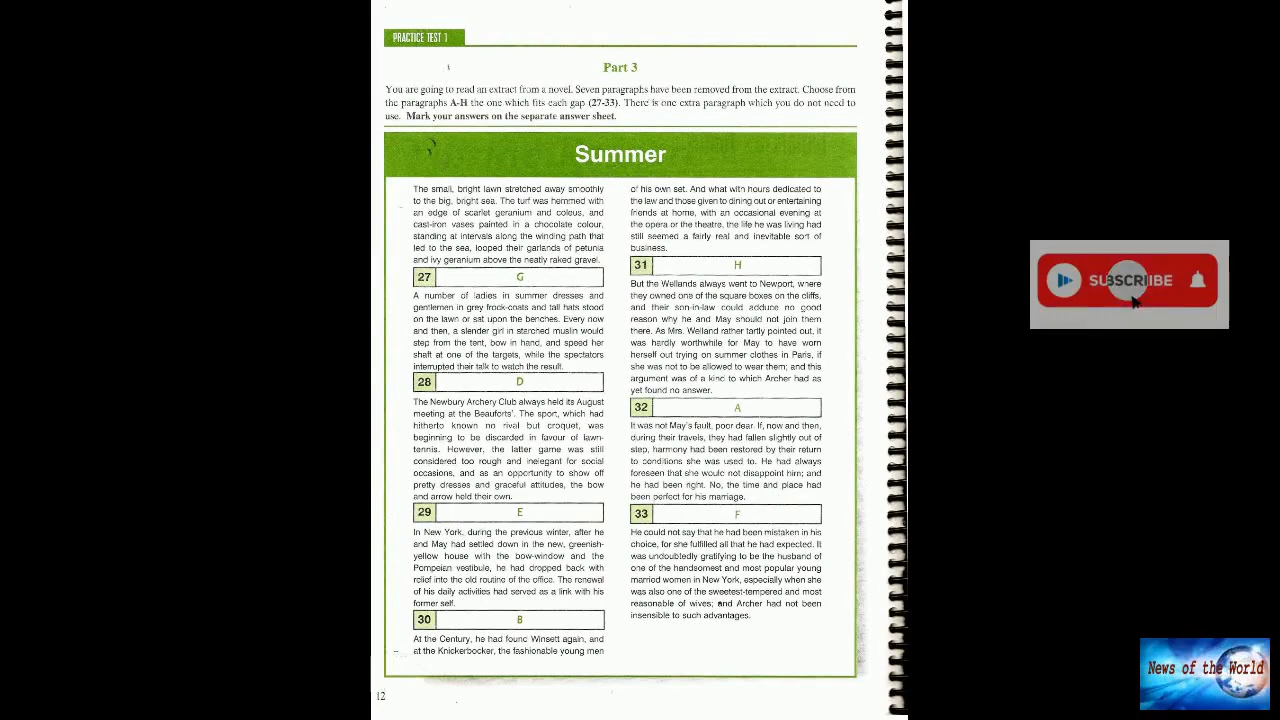 PRACTICE TEST 1
Part 3
You are going to read an extract from a novel. Seven paragraphs have been removed from the extract. Choose from
the paragraphs A-H the one which fits each gap (27-33). There is one extra paragraph which you do not need to
use. Mark your answers on the separate answer sheet.
Summer
The small, bright lawn stretched away smoothly
to the big, bright sea. The turf was hemmed with
an edge of scarlet geranium and coleus, and
cast-iron vases painted in a chocolate colour,
standing at intervals along the winding path that
led to the sea, looped their garlands of petunia
and ivy geranium above the neatly raked gravel.
27 G
A number of ladies in summer dresses and
gentlemen in grey frock-coats and tall hats stood
on the lawn or sat upon the benches. Every now
and then, a slender girl in starched muslin would
step from the tent, bow in hand, and speed her
shaft at one of the targets, while the spectators
interrupted their talk to watch the result.
28 D
The Newbury Archery Club always held its August
meeting at the Beauforts'. The sport, which had
hitherto known no rival but croquet, was
beginning to be discarded in favour of lawn-
tennis. However, the latter game was still
considered too rough and inelegant for social
occasions, and as an opportunity to show off
pretty dresses and graceful attitudes, the bow
and arrow held their own.
29 E
In New York, during the previous winter, after he
and May had settled down in the new, greenish-
yellow house with the bow-window and the
Pompeian vestibule, he had dropped back with
relief into the old routine of the office. The renewal
of his daily activities had served as a link with his
former self.
30 B
At the Century, he had found Winsett again, and
at the Knickerbocker, the fashionable young men
of his own set. And what with hours dedicated to
the law and those given to dining out or entertaining
friends at home, with an occasional evening at
the opera or the theatre, the life he was living had
still seemed a fairly real and inevitable sort of
business.
31 H
But the Wellands always went to Newport, where
they owned one of the square boxes on the cliffs,
and their son-in-law could adduce no good
reason why he and May should not join them
there. As Mrs. Welland rather tartly pointed out, it
was hardly worthwhile for May to have worn
herself out trying on summer clothes in Paris, if
she was not to be allowed to wear them; and this
argument was of a kind to which Archer had as
yet found no answer.
32 A
It was not May's fault, poor dear. If, now and then,
during their travels, they had fallen slightly out of
step, harmony had been restored by their return
to conditions she was used to. He had always
foreseen that she would not disappoint him; and
he had been right. No, the time and place had
been perfect for his marriage.
33 F
He could not say that he had been mistaken in his
choice, for she fulfilled all that he had expected. It
was undoubtedly gratifying to be the husband of
one of the handsomest and most popular young
married women in New York, especially when she
was also one of the sweetest-tempered and most
reasonable of wives; and Archer had not been
insensible to such advantages.
12
SUBSCRIBE
News of the World